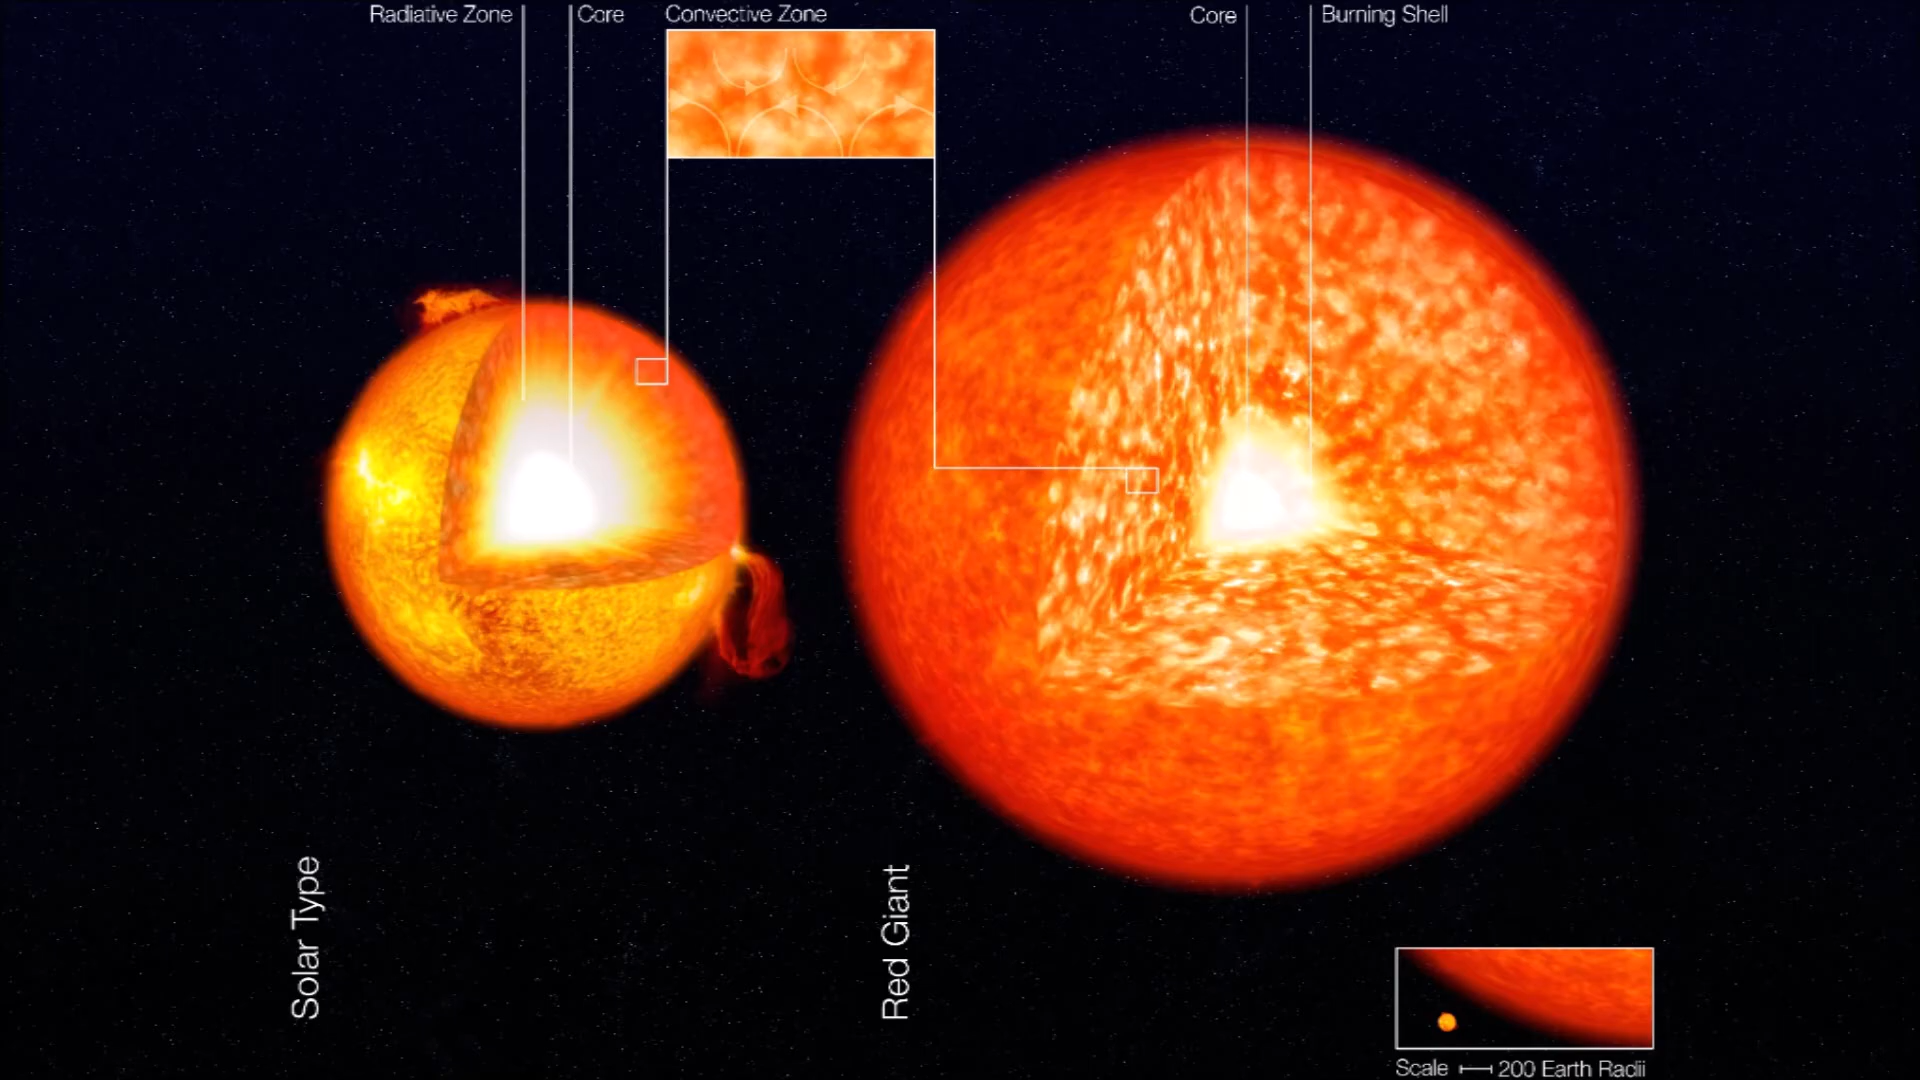 Radiative Zone
Core
Convective Zone
Core
Burning Shell
Solar Type
Red Giant
Scale 200 Earth Radii